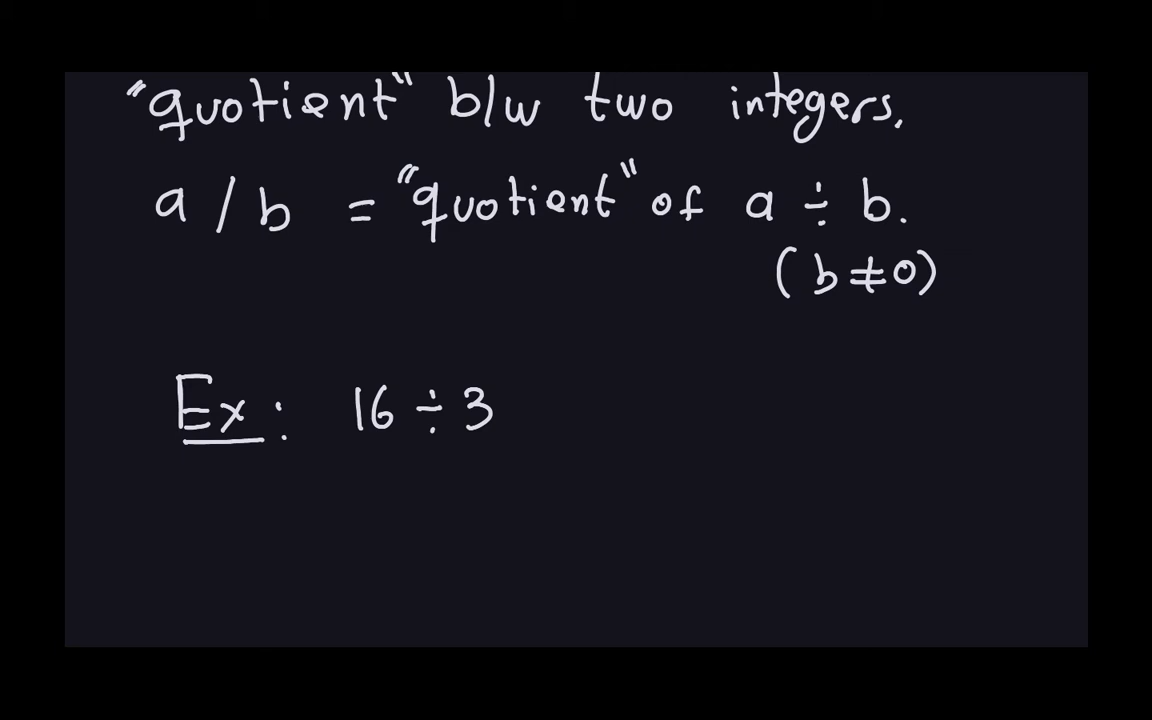 "quotient" b/w two integers.
a / b = "quotient" of a ÷ b.
(b ≠ 0)
Ex: 16 ÷ 3